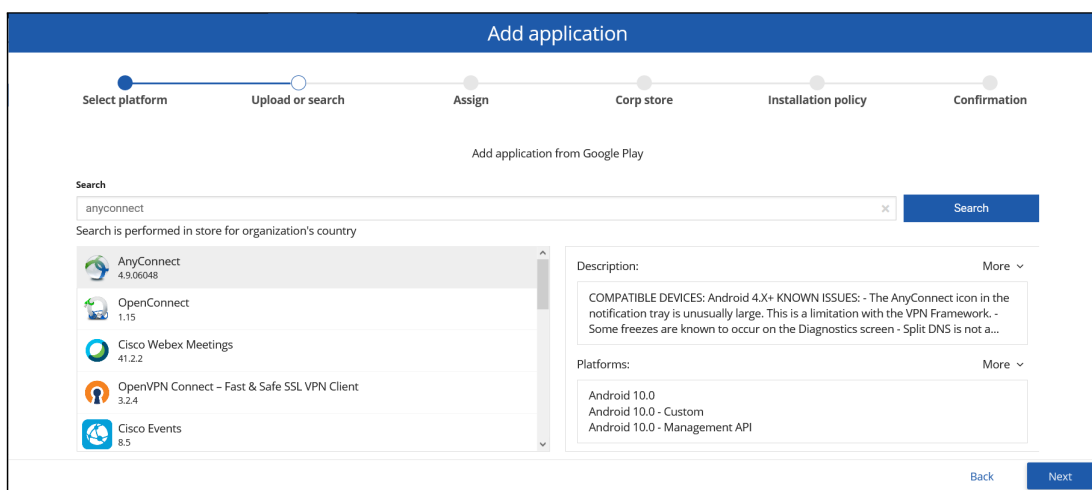 Add application
Select platform
Upload or search
Assign
Corp store
Installation policy
Confirmation
Add application from Google Play
Search
anyconnect
Search
Search is performed in store for organization's country
AnyConnect
4.9.06048
OpenConnect
1.15
Cisco Webex Meetings
41.2.2
OpenVPN Connect – Fast & Safe SSL VPN Client
3.2.4
Cisco Events
8.5
Description:
More
COMPATIBLE DEVICES: Android 4.X+ KNOWN ISSUES: - The AnyConnect icon in the
notification tray is unusually large. This is a limitation with the VPN Framework. -
Some freezes are known to occur on the Diagnostics screen - Split DNS is not a...
Platforms:
More
Android 10.0
Android 10.0 - Custom
Android 10.0 - Management API
Back
Next